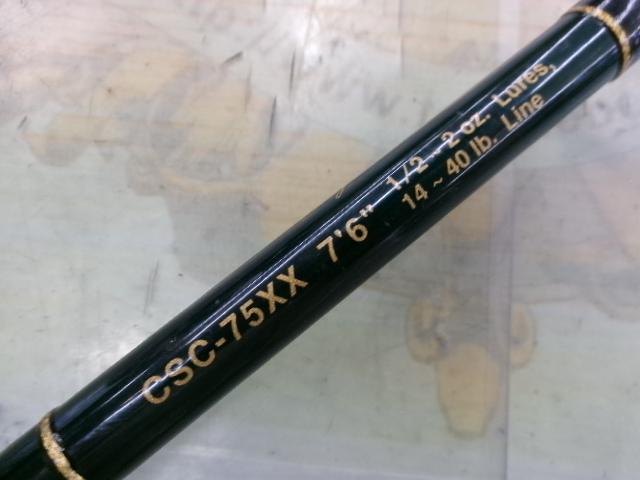 CSC-75XX 7'6" 1/2 ~ 2 oz. Lures,
14 ~ 40 lb. Line